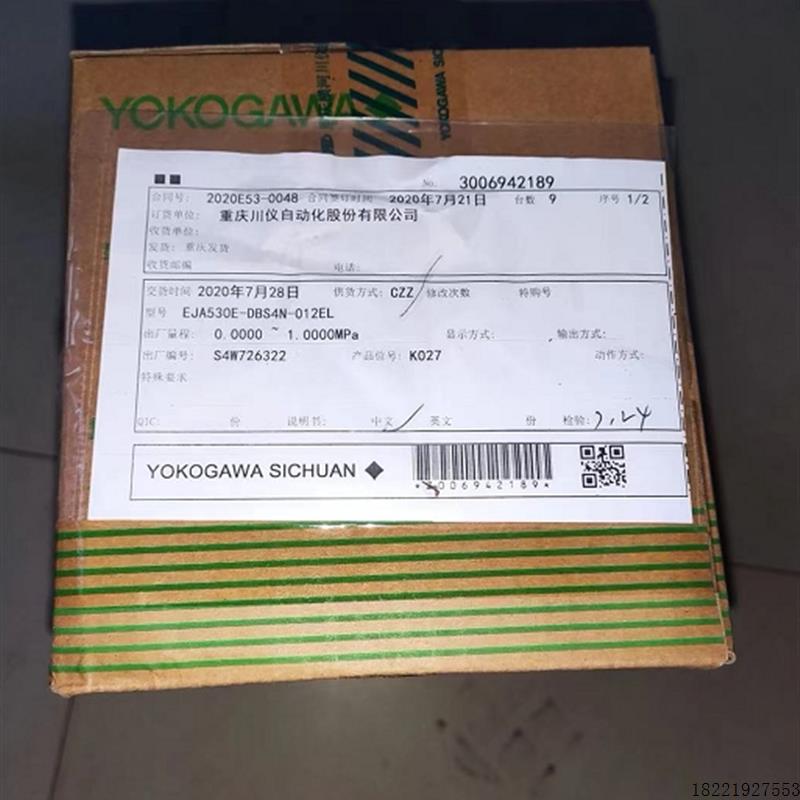 YOKOGAWA
YOKOGAWA SIC
No: 3006942189
合同号: 2020E53-0048 合同签订时间 2020年7月21日 台数 9 序号 1/2
订货单位: 重庆川仪自动化股份有限公司
收货单位:
发货: 重庆发货
收货邮编 电话:
交货时间 2020年7月28日 供货方式: CZZ 修改次数 特购号
型号 EJA530E-DBS4N-012EL
出厂量程: 0.0000 ~ 1.0000MPa 显示方式: 输出方式:
出厂编号: S4W726322 产品位号: K027 动作方式:
特殊要求
QIC: 份 说明书: 中文 英文 份 检验: 7.24
YOKOGAWA SICHUAN
*3006942189*
18221927553